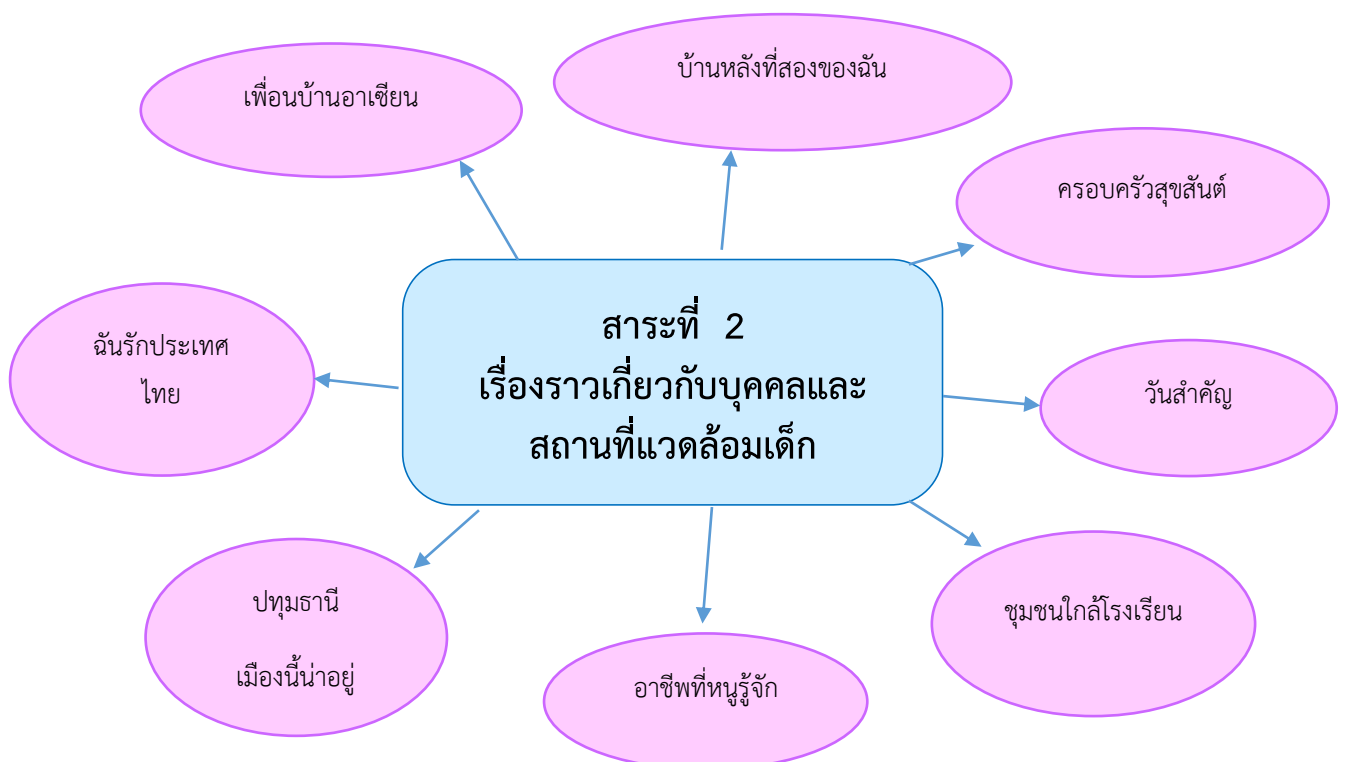 บ้านหลังที่สองของฉัน
เพื่อนบ้านอาเซียน
ครอบครัวสุขสันต์
สาระที่ 2
เรื่องราวเกี่ยวกับบุคคลและ
สถานที่แวดล้อมเด็ก
ฉันรักประเทศ
ไทย
วันสำคัญ
ปทุมธานี
เมืองนี้น่าอยู่
ชุมชนใกล้โรงเรียน
อาชีพที่หนูรู้จัก